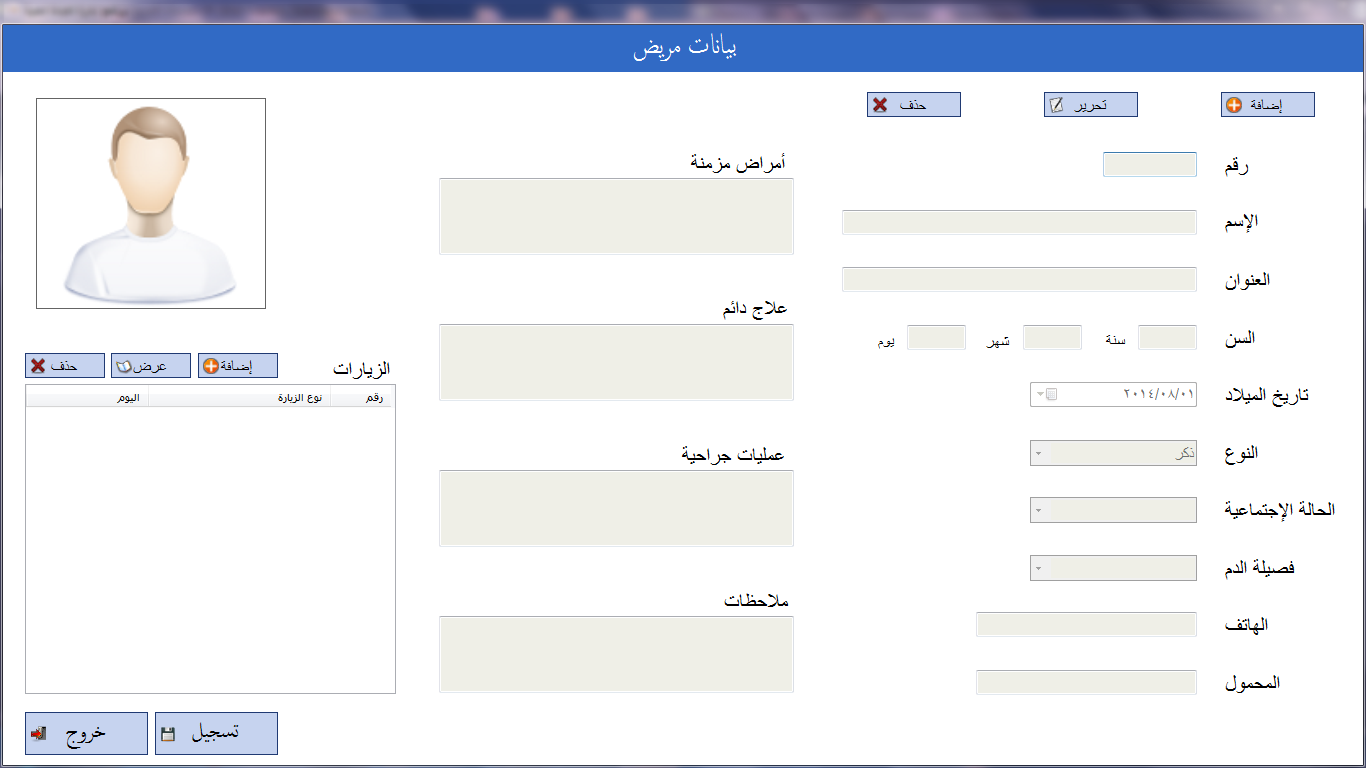 بيانات مريض
إضافة
تحرير
حذف
رقم
الإسم
العنوان
السن
سنة
شهر
يوم
تاريخ الميلاد
٢٠١٤/٠٨/٠١
النوع
ذكر
الحالة الإجتماعية
فصيلة الدم
الهاتف
المحمول
أمراض مزمنة
علاج دائم
عمليات جراحية
ملاحظات
الزيارات
إضافة
عرض
حذف
رقم
نوع الزيارة
اليوم
تسجيل
خروج